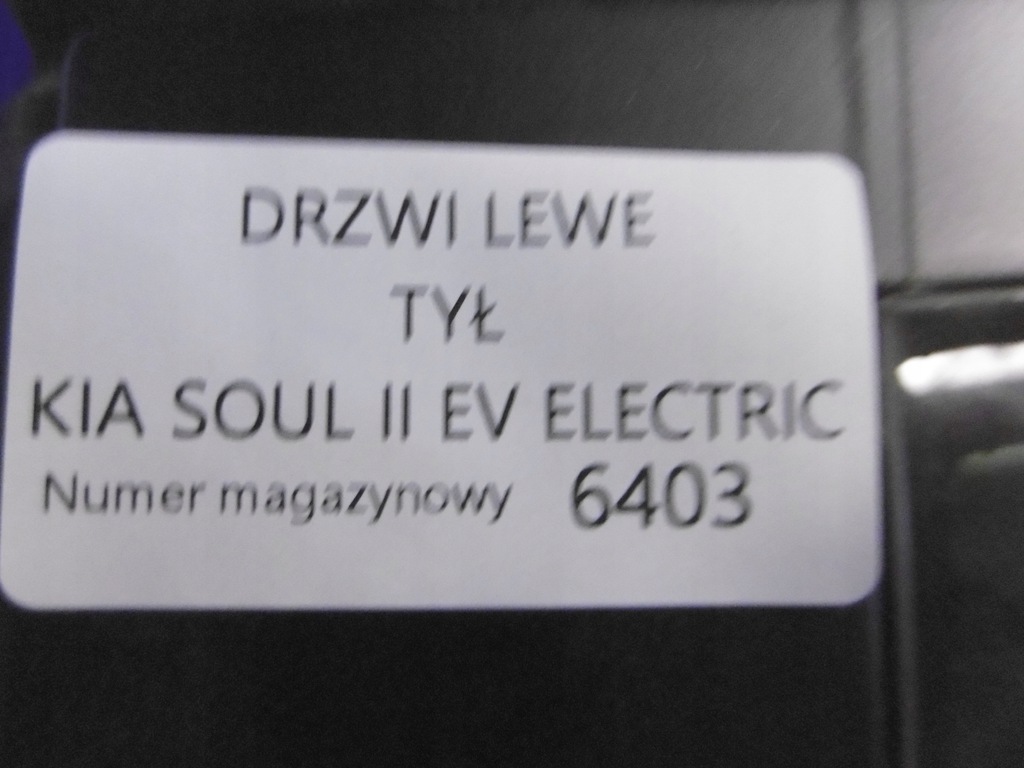 DRZWI LEWE
TYŁ
KIA SOUL II EV ELECTRIC
Numer magazynowy 6403